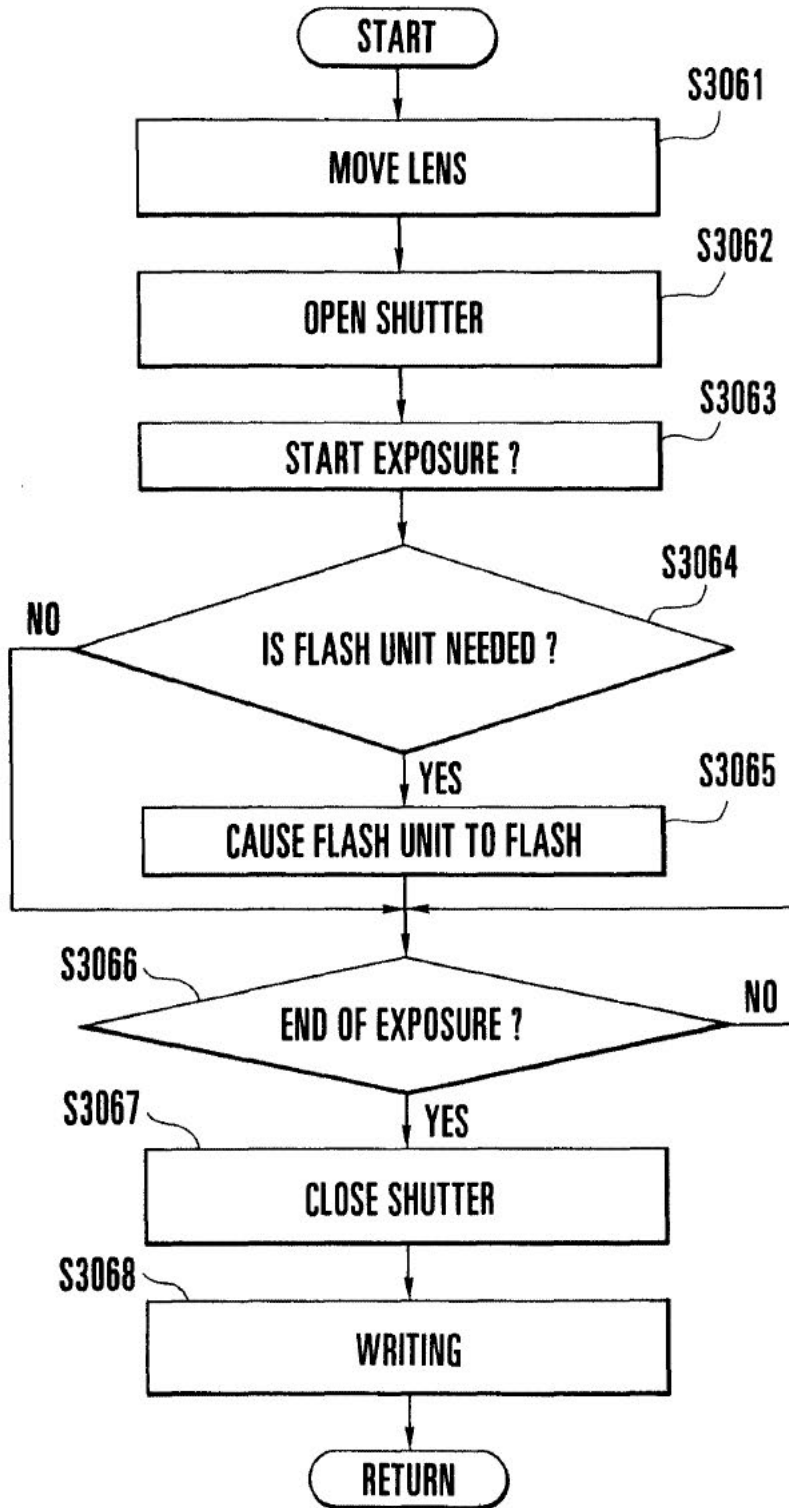 START
S3061
MOVE LENS
S3062
OPEN SHUTTER
S3063
START EXPOSURE ?
S3064
NO
IS FLASH UNIT NEEDED ?
YES
S3065
CAUSE FLASH UNIT TO FLASH
S3066
NO
END OF EXPOSURE ?
S3067
YES
CLOSE SHUTTER
S3068
WRITING
RETURN